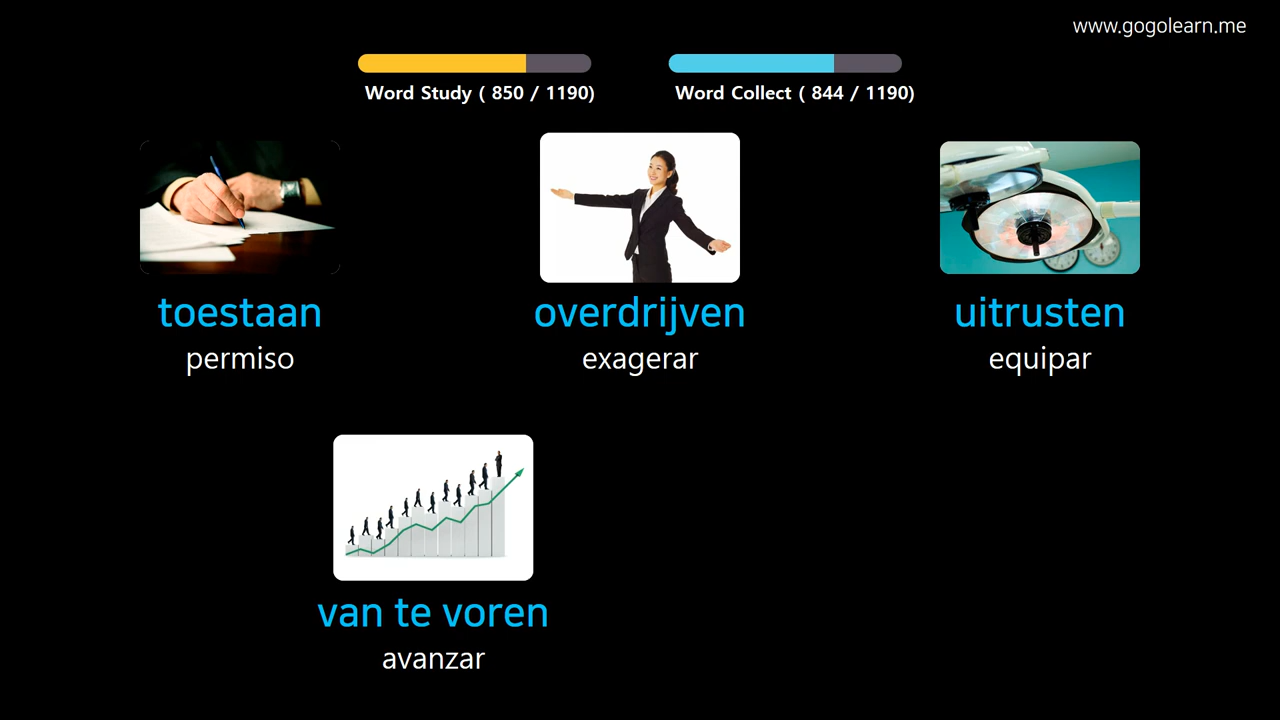 www.gogolearn.me
Word Study ( 850 / 1190)
Word Collect ( 844 / 1190)
toestaan
permiso
overdrijven
exagerar
uitrusten
equipar
van te voren
avanzar